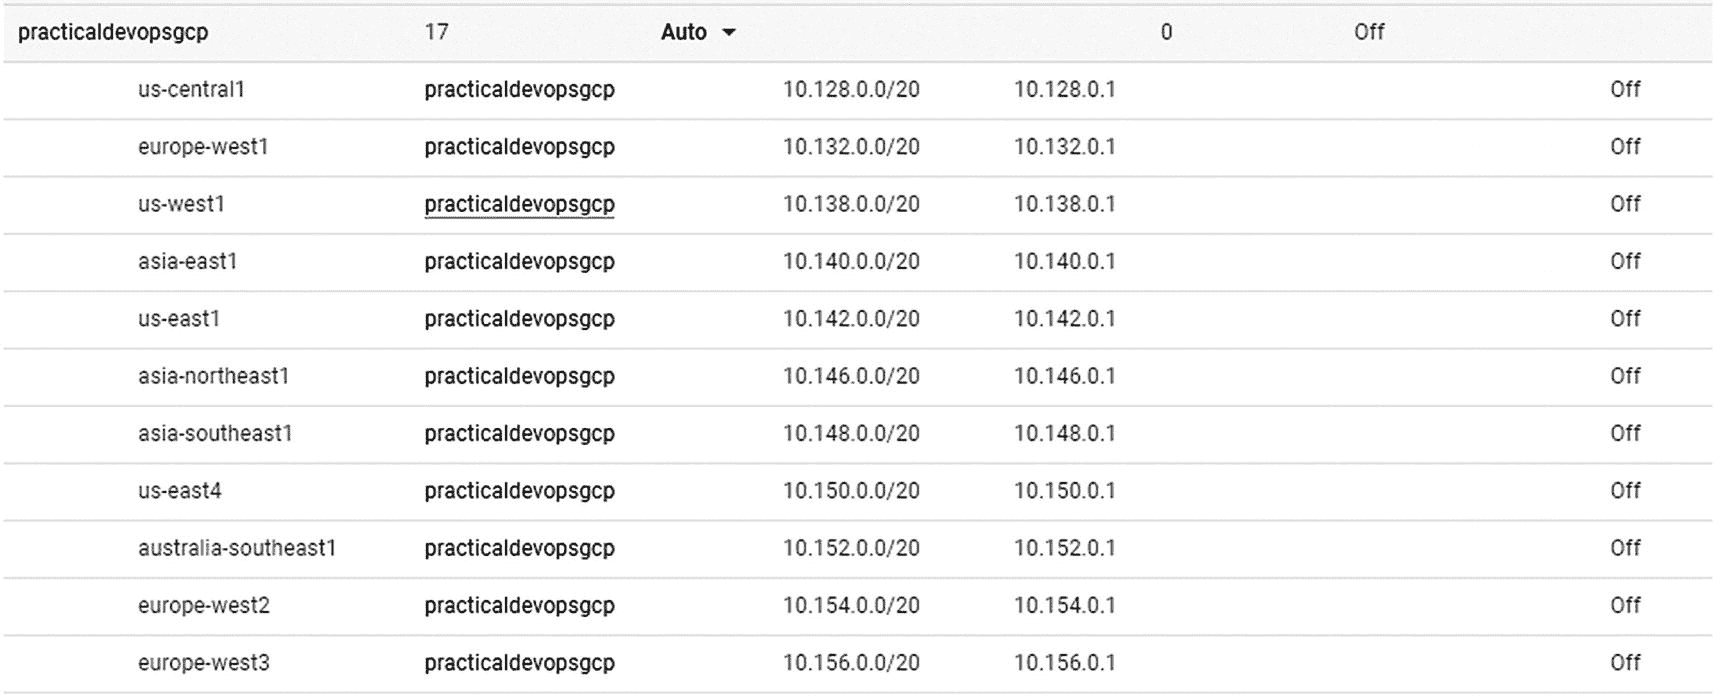 practicaldevopsgcp 17 Auto 0 Off
us-central1 practicaldevopsgcp 10.128.0.0/20 10.128.0.1 Off
europe-west1 practicaldevopsgcp 10.132.0.0/20 10.132.0.1 Off
us-west1 practicaldevopsgcp 10.138.0.0/20 10.138.0.1 Off
asia-east1 practicaldevopsgcp 10.140.0.0/20 10.140.0.1 Off
us-east1 practicaldevopsgcp 10.142.0.0/20 10.142.0.1 Off
asia-northeast1 practicaldevopsgcp 10.146.0.0/20 10.146.0.1 Off
asia-southeast1 practicaldevopsgcp 10.148.0.0/20 10.148.0.1 Off
us-east4 practicaldevopsgcp 10.150.0.0/20 10.150.0.1 Off
australia-southeast1 practicaldevopsgcp 10.152.0.0/20 10.152.0.1 Off
europe-west2 practicaldevopsgcp 10.154.0.0/20 10.154.0.1 Off
europe-west3 practicaldevopsgcp 10.156.0.0/20 10.156.0.1 Off